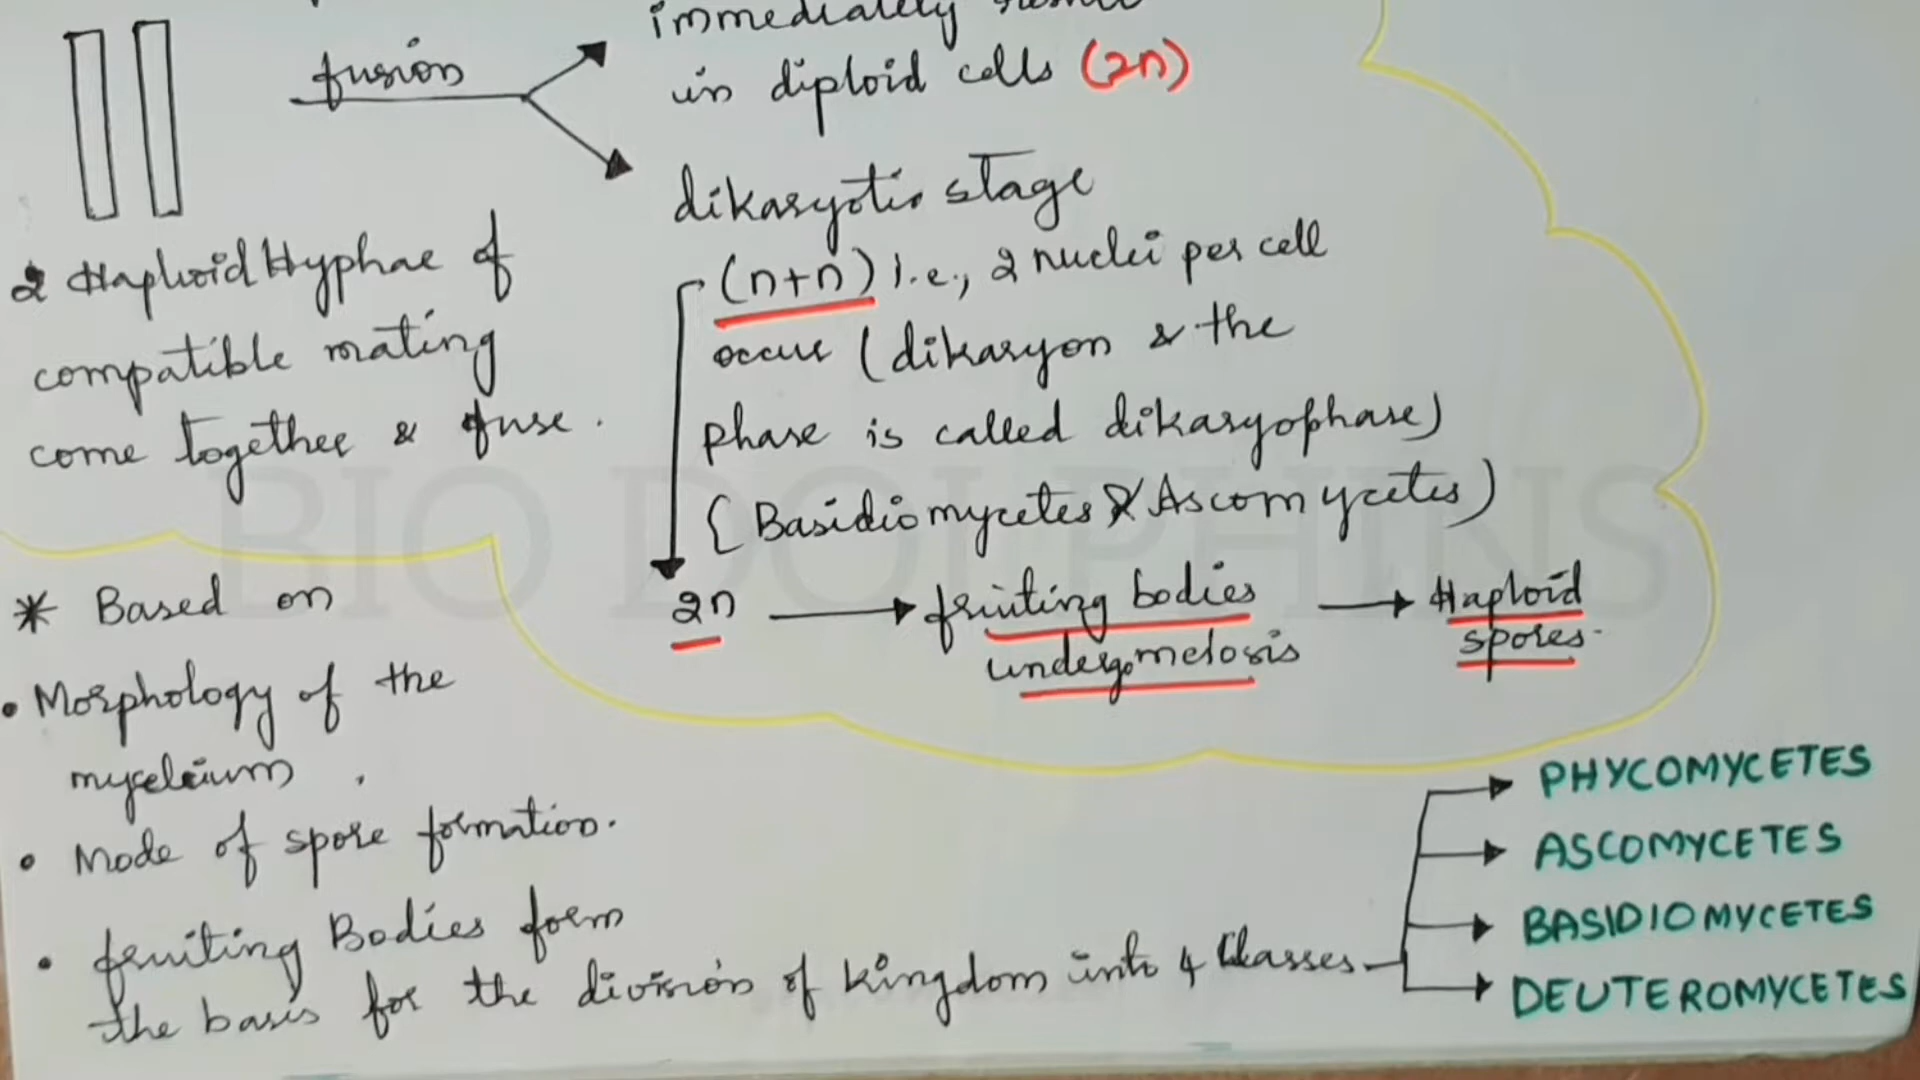 immediately result
fusion
in diploid cells (2n)
dikaryotic stage
2 Haploid Hyphae of
compatible mating
come together & fuse.
(n+n) i.e., 2 nuclei per cell
occur (dikaryon & the
phase is called dikaryophase)
(Basidiomycetes & Ascomycetes)
2n → fruiting bodies → Haploid
undergo meiosis spores.
BIO DOLPHINS
* Based on
• Morphology of the
mycelium.
• Mode of spore formation.
• fruiting Bodies form
the basis for the division of kingdom into 4 Classes
PHYCOMYCETES
ASCOMYCETES
BASIDIOMYCETES
DEUTEROMYCETES